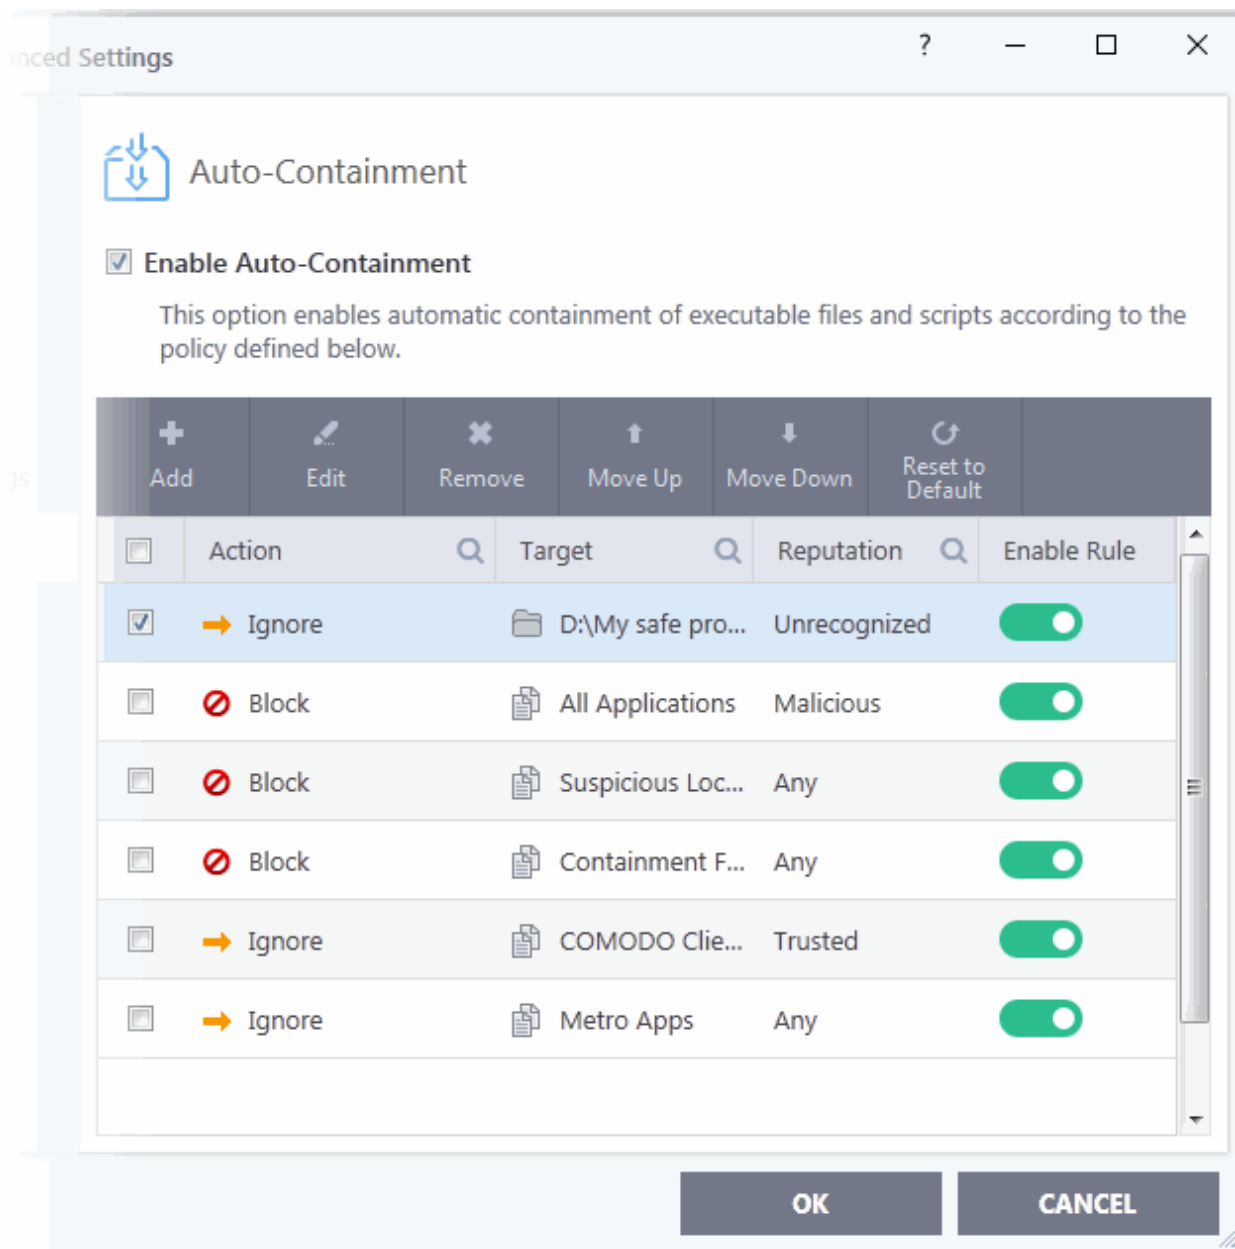 anced Settings
?
Auto-Containment
Enable Auto-Containment
This option enables automatic containment of executable files and scripts according to the
policy defined below.
Add Edit Remove Move Up Move Down Reset to
Default
gs
Action Target Reputation Enable Rule
Ignore D:\My safe pro... Unrecognized
Block All Applications Malicious
Block Suspicious Loc... Any
Block Containment F... Any
Ignore COMODO Clie... Trusted
Ignore Metro Apps Any
OK CANCEL